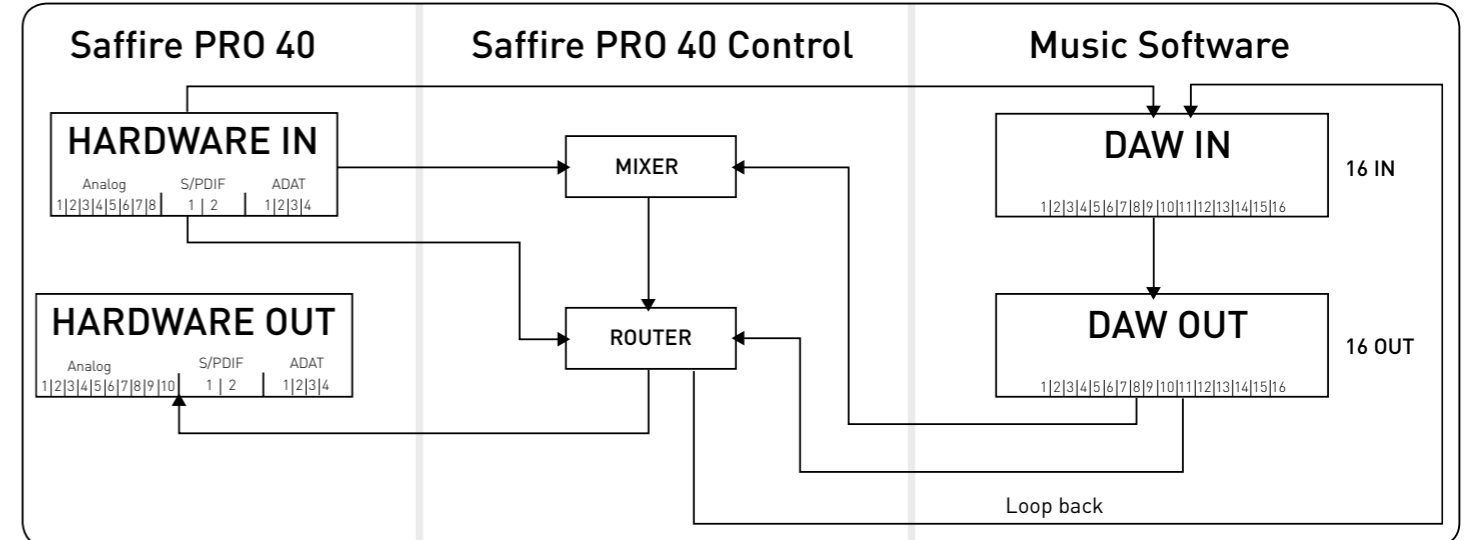 Saffire PRO 40
Saffire PRO 40 Control
Music Software
HARDWARE IN
Analog S/PDIF ADAT
1|2|3|4|5|6|7|8| 1 | 2 | 1|2|3|4
MIXER
DAW IN
1|2|3|4|5|6|7|8|9|10|11|12|13|14|15|16
16 IN
HARDWARE OUT
Analog S/PDIF ADAT
1|2|3|4|5|6|7|8|9|10| 1 | 2 | 1|2|3|4
ROUTER
DAW OUT
1|2|3|4|5|6|7|8|9|10|11|12|13|14|15|16
16 OUT
Loop back